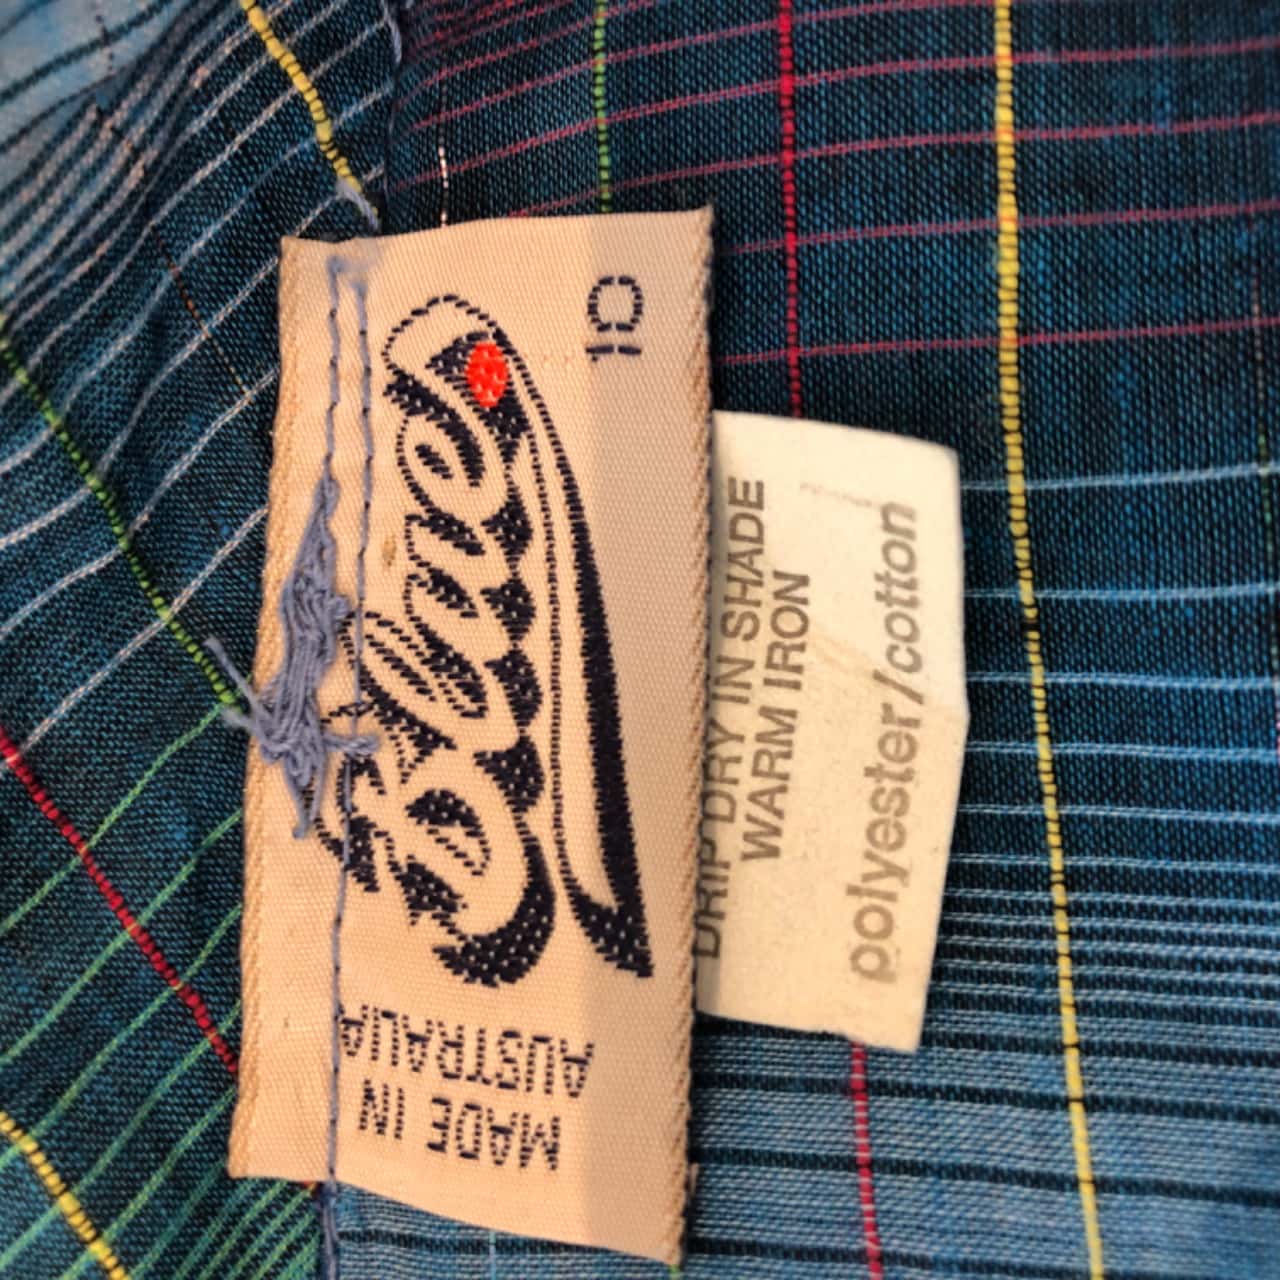 10
MADE IN
AUSTRALIA
DRIP DRY IN SHADE
WARM IRON
polyester/cotton